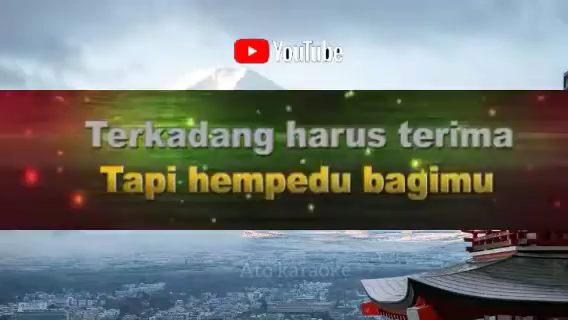 YouTube
Terkadang harus terima
Tapi hempedu bagimu
Ato karaoke